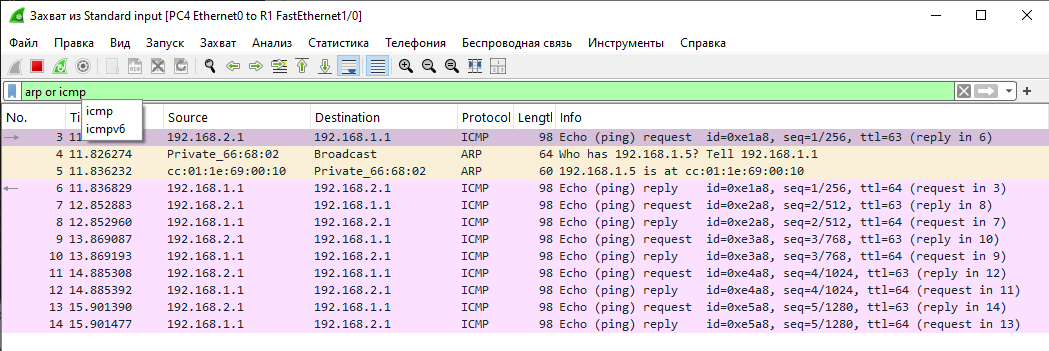 Захват из Standard input [PC4 Ethernet0 to R1 FastEthernet1/0]
Файл Правка Вид Запуск Захват Анализ Статистика Телефония Беспроводная связь Инструменты Справка
arp or icmp
icmp
icmpv6
No. Ti Source Destination Protocol Lengtl Info
3 11. 192.168.2.1 192.168.1.1 ICMP 98 Echo (ping) request id=0xe1a8, seq=1/256, ttl=63 (reply in 6)
4 11.826274 Private_66:68:02 Broadcast ARP 64 Who has 192.168.1.5? Tell 192.168.1.1
5 11.836232 cc:01:1e:69:00:10 Private_66:68:02 ARP 60 192.168.1.5 is at cc:01:1e:69:00:10
6 11.836829 192.168.1.1 192.168.2.1 ICMP 98 Echo (ping) reply id=0xe1a8, seq=1/256, ttl=64 (request in 3)
7 12.852883 192.168.2.1 192.168.1.1 ICMP 98 Echo (ping) request id=0xe2a8, seq=2/512, ttl=63 (reply in 8)
8 12.852960 192.168.1.1 192.168.2.1 ICMP 98 Echo (ping) reply id=0xe2a8, seq=2/512, ttl=64 (request in 7)
9 13.869087 192.168.2.1 192.168.1.1 ICMP 98 Echo (ping) request id=0xe3a8, seq=3/768, ttl=63 (reply in 10)
10 13.869193 192.168.1.1 192.168.2.1 ICMP 98 Echo (ping) reply id=0xe3a8, seq=3/768, ttl=64 (request in 9)
11 14.885308 192.168.2.1 192.168.1.1 ICMP 98 Echo (ping) request id=0xe4a8, seq=4/1024, ttl=63 (reply in 12)
12 14.885392 192.168.1.1 192.168.2.1 ICMP 98 Echo (ping) reply id=0xe4a8, seq=4/1024, ttl=64 (request in 11)
13 15.901390 192.168.2.1 192.168.1.1 ICMP 98 Echo (ping) request id=0xe5a8, seq=5/1280, ttl=63 (reply in 14)
14 15.901477 192.168.1.1 192.168.2.1 ICMP 98 Echo (ping) reply id=0xe5a8, seq=5/1280, ttl=64 (request in 13)